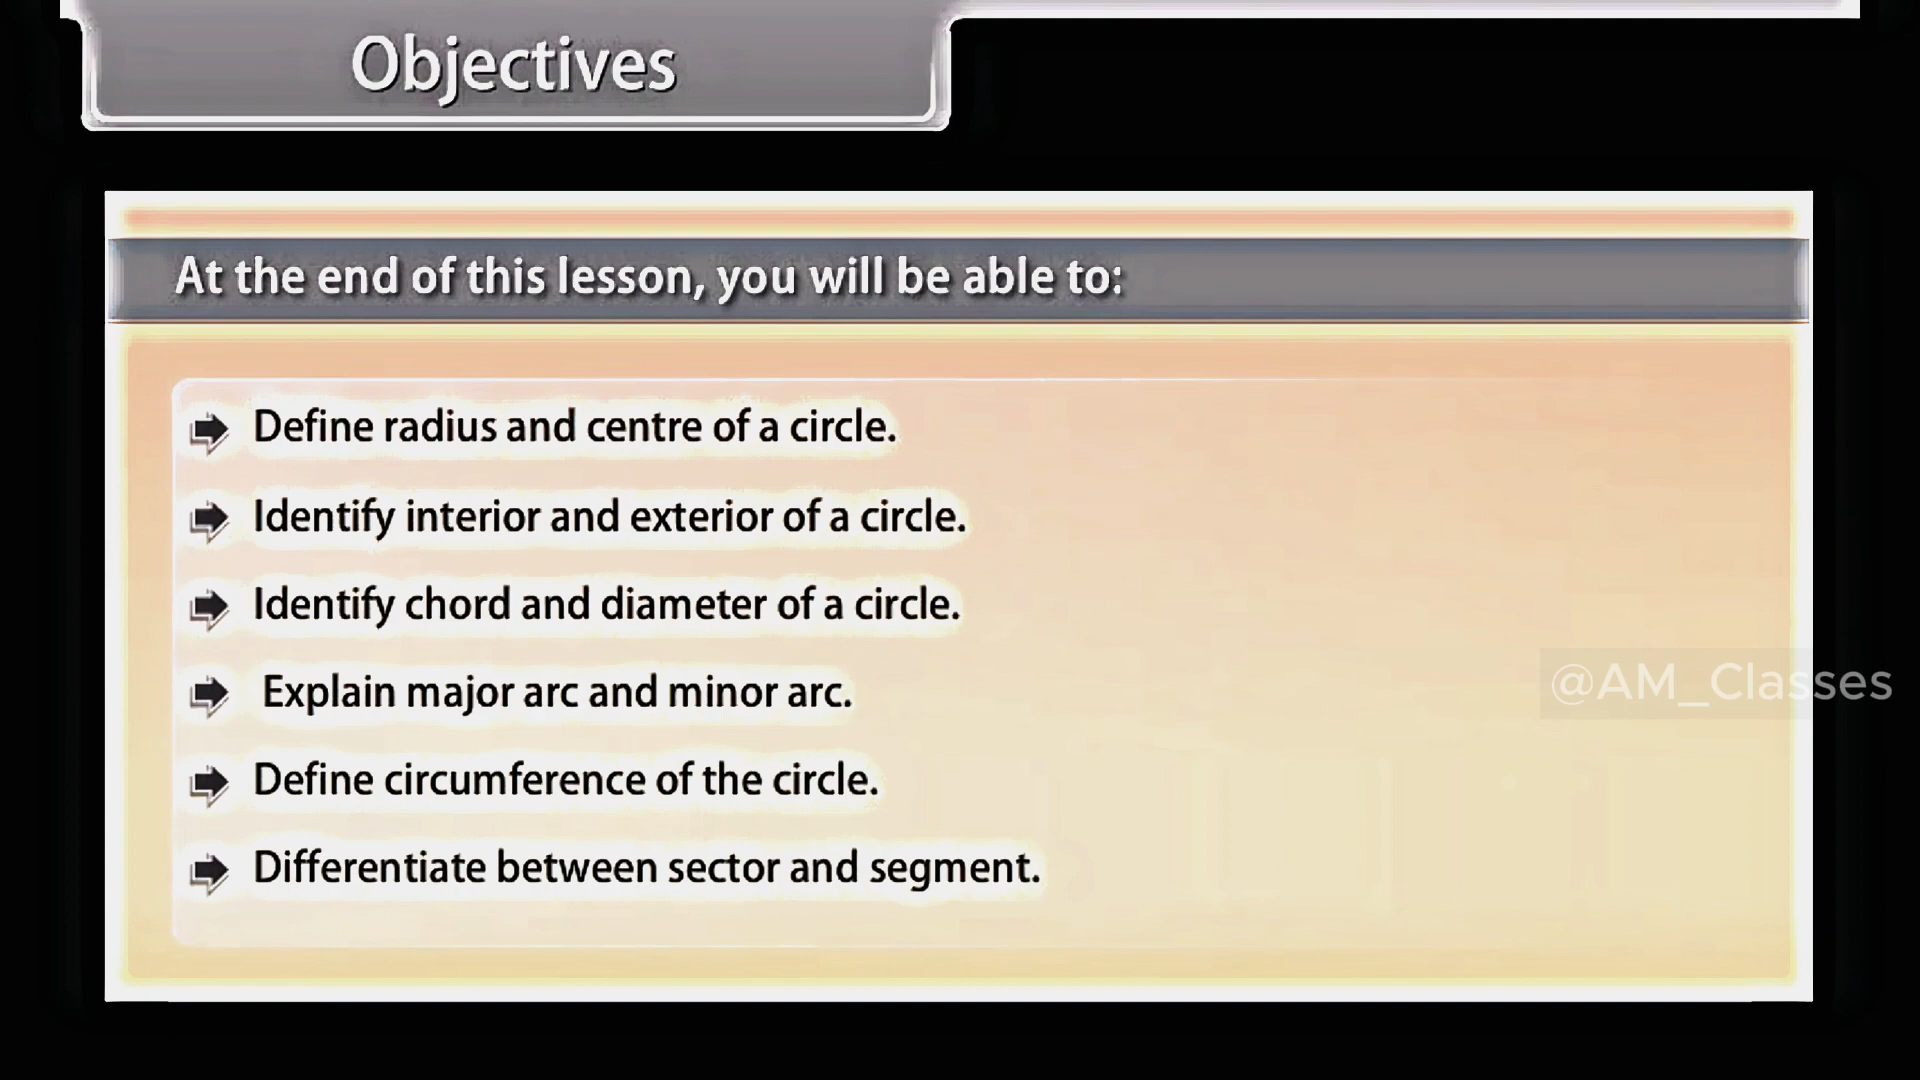 Objectives
At the end of this lesson, you will be able to:
Define radius and centre of a circle.
Identify interior and exterior of a circle.
Identify chord and diameter of a circle.
Explain major arc and minor arc.
Define circumference of the circle.
Differentiate between sector and segment.
@AM_Classes